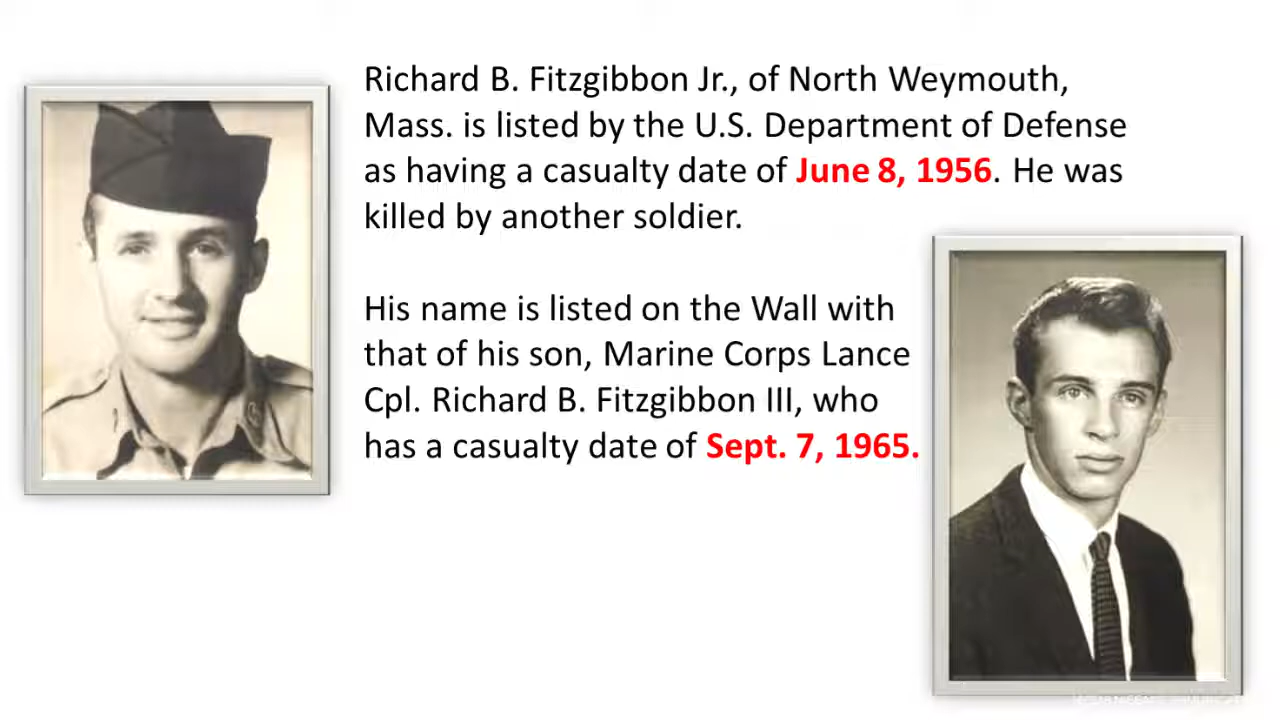 Richard B. Fitzgibbon Jr., of North Weymouth,
Mass. is listed by the U.S. Department of Defense
as having a casualty date of June 8, 1956. He was
killed by another soldier.
His name is listed on the Wall with
that of his son, Marine Corps Lance
Cpl. Richard B. Fitzgibbon III, who
has a casualty date of Sept. 7, 1965.